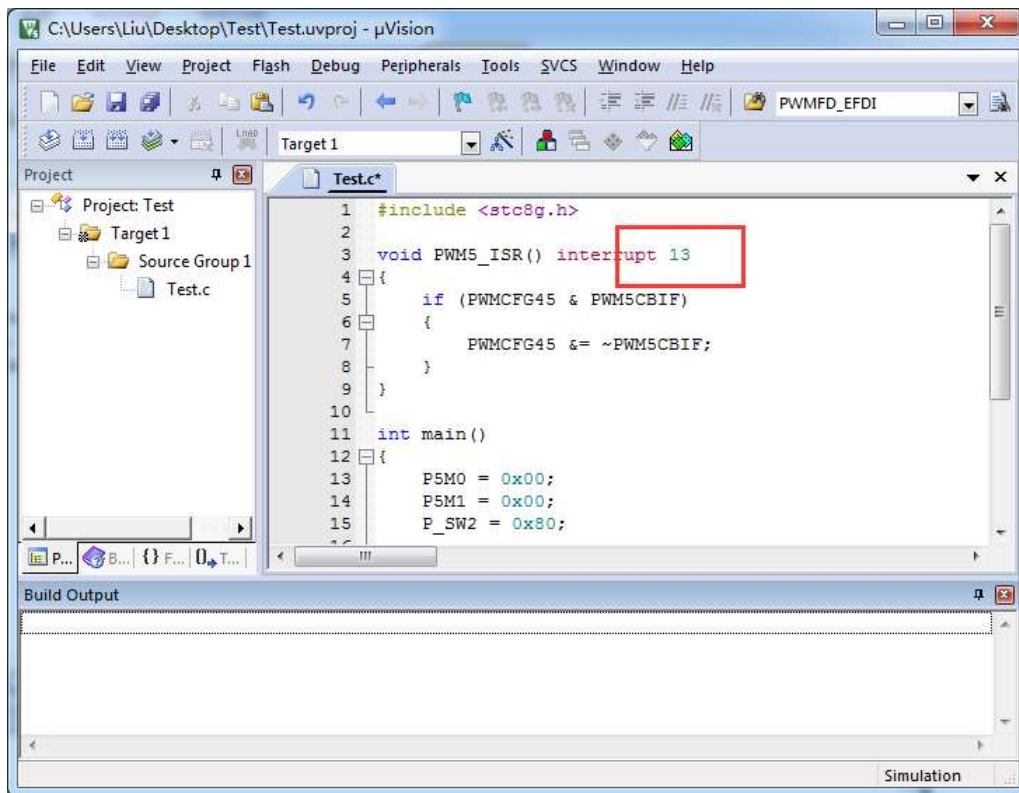 C:\Users\Liu\Desktop\Test\Test.uvproj - µVision
File Edit View Project Flash Debug Peripherals Tools SVCS Window Help
PWMFD_EFDI
LOAD Target 1
Project
Project: Test
Target 1
Source Group 1
Test.c
P... B... {} F... 0 T...
Test.c*
1 #include <stc8g.h>
2
3 void PWM5_ISR() interrupt 13
4 {
5 if (PWMCFG45 & PWM5CBIF)
6 {
7 PWMCFG45 &= ~PWM5CBIF;
8 }
9 }
10
11 int main()
12 {
13 P5M0 = 0x00;
14 P5M1 = 0x00;
15 P_SW2 = 0x80;
Build Output
Simulation